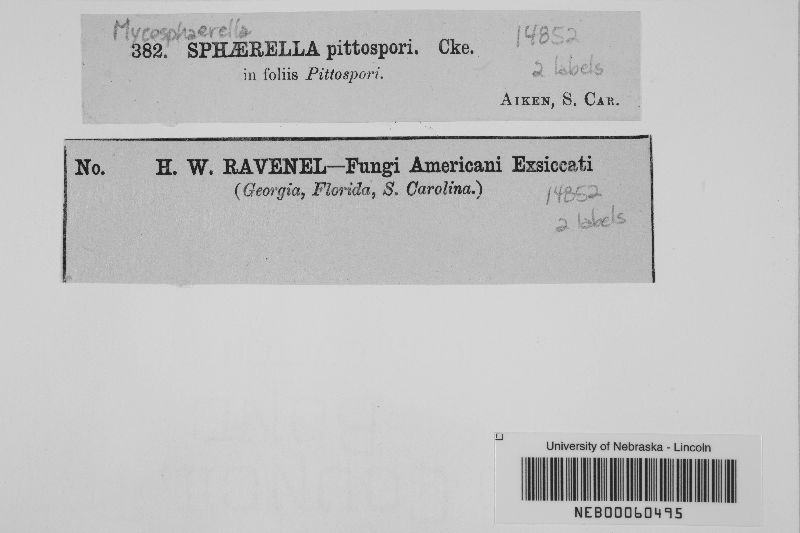 Mycosphaerella
382. SPHÆRELLA pittospori. Cke.
14852
in foliis Pittospori.
2 labels
AIKEN, S. CAR.
No. H. W. RAVENEL—Fungi Americani Exsiccati
(Georgia, Florida, S. Carolina.)
14852
2 labels
University of Nebraska - Lincoln
NEB00060495